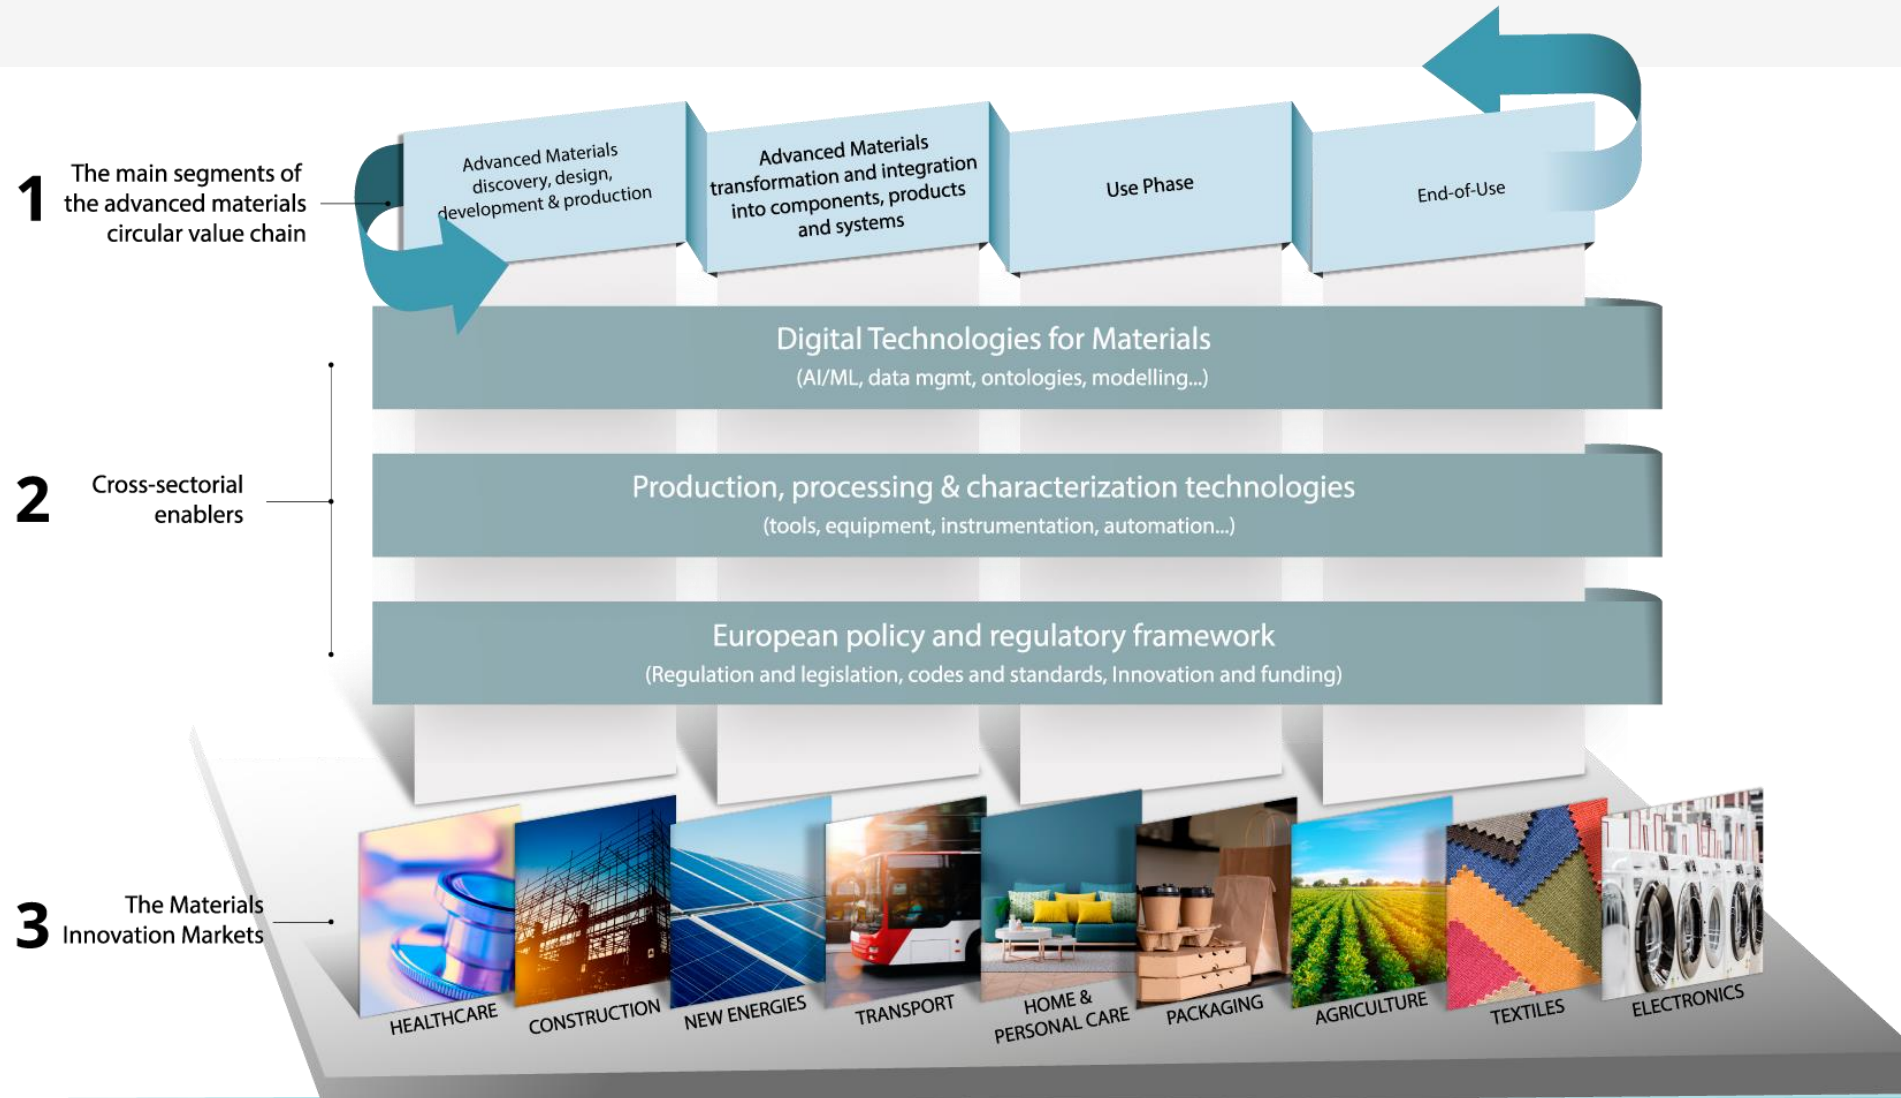 1
The main segments of
the advanced materials
circular value chain
Advanced Materials
discovery, design,
development & production
Advanced Materials
transformation and integration
into components, products
and systems
Use Phase
End-of-Use
2
Cross-sectorial
enablers
Digital Technologies for Materials
(AI/ML, data mgmt, ontologies, modelling...)
Production, processing & characterization technologies
(tools, equipment, instrumentation, automation...)
European policy and regulatory framework
(Regulation and legislation, codes and standards, Innovation and funding)
3
The Materials
Innovation Markets
HEALTHCARE
CONSTRUCTION
NEW ENERGIES
TRANSPORT
HOME &
PERSONAL CARE
PACKAGING
AGRICULTURE
TEXTILES
ELECTRONICS